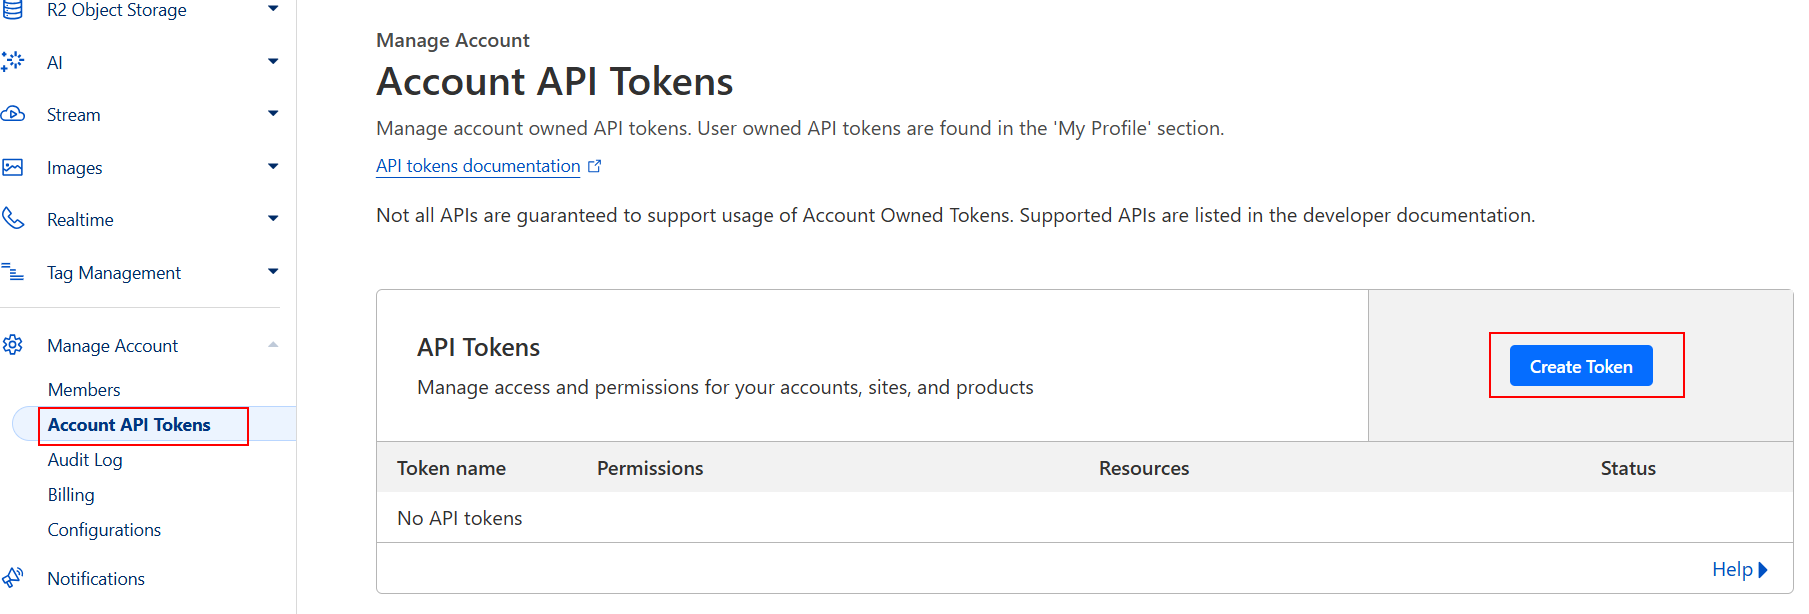 R2 Object Storage
AI
Stream
Images
Realtime
Tag Management
Manage Account
Members
Account API Tokens
Audit Log
Billing
Configurations
Notifications
Manage Account
Account API Tokens
Manage account owned API tokens. User owned API tokens are found in the 'My Profile' section.
API tokens documentation
Not all APIs are guaranteed to support usage of Account Owned Tokens. Supported APIs are listed in the developer documentation.
API Tokens
Manage access and permissions for your accounts, sites, and products
Create Token
Token name Permissions Resources Status
No API tokens
Help